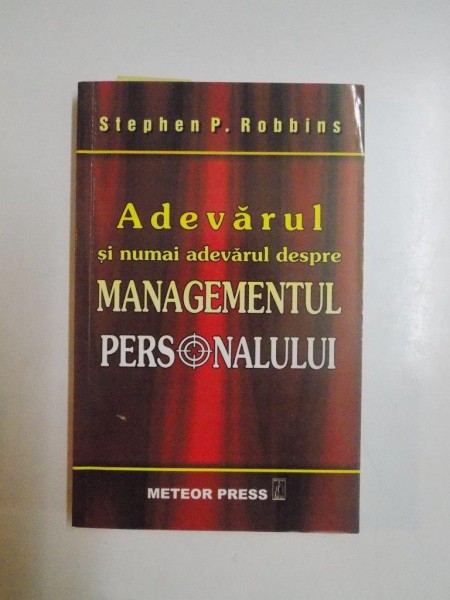 Stephen P. Robbins
Adevărul
și numai adevărul despre
MANAGEMENTUL
PERSONALULUI
METEOR PRESS